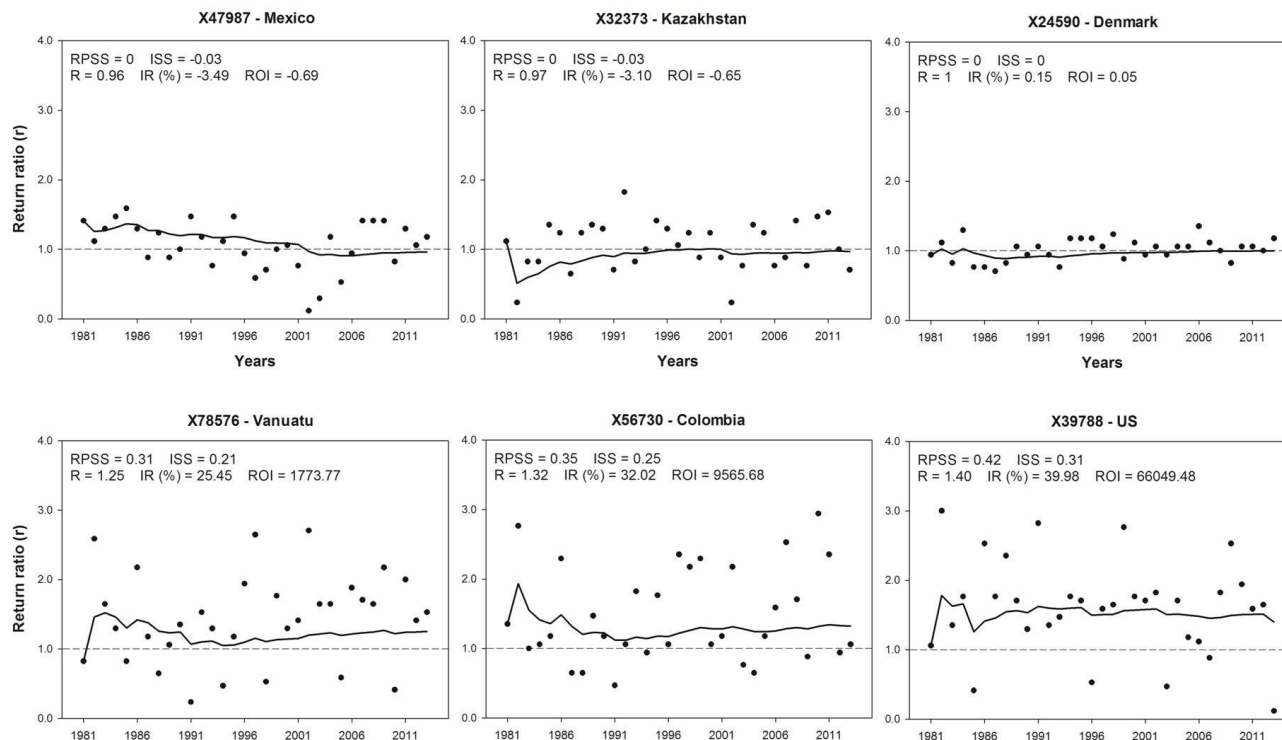 X47987 - Mexico
RPSS = 0 ISS = -0.03
R = 0.96 IR (%) = -3.49 ROI = -0.69
Return ratio (r)
4.0
3.0
2.0
1.0
0.0
1981 1986 1991 1996 2001 2006 2011
Years
X32373 - Kazakhstan
RPSS = 0 ISS = -0.03
R = 0.97 IR (%) = -3.10 ROI = -0.65
4.0
3.0
2.0
1.0
0.0
1981 1986 1991 1996 2001 2006 2011
Years
X24590 - Denmark
RPSS = 0 ISS = 0
R = 1 IR (%) = 0.15 ROI = 0.05
4.0
3.0
2.0
1.0
0.0
1981 1986 1991 1996 2001 2006 2011
Years
X78576 - Vanuatu
RPSS = 0.31 ISS = 0.21
R = 1.25 IR (%) = 25.45 ROI = 1773.77
Return ratio (r)
4.0
3.0
2.0
1.0
0.0
1981 1986 1991 1996 2001 2006 2011
X56730 - Colombia
RPSS = 0.35 ISS = 0.25
R = 1.32 IR (%) = 32.02 ROI = 9565.68
4.0
3.0
2.0
1.0
0.0
1981 1986 1991 1996 2001 2006 2011
X39788 - US
RPSS = 0.42 ISS = 0.31
R = 1.40 IR (%) = 39.98 ROI = 66049.48
4.0
3.0
2.0
1.0
0.0
1981 1986 1991 1996 2001 2006 2011